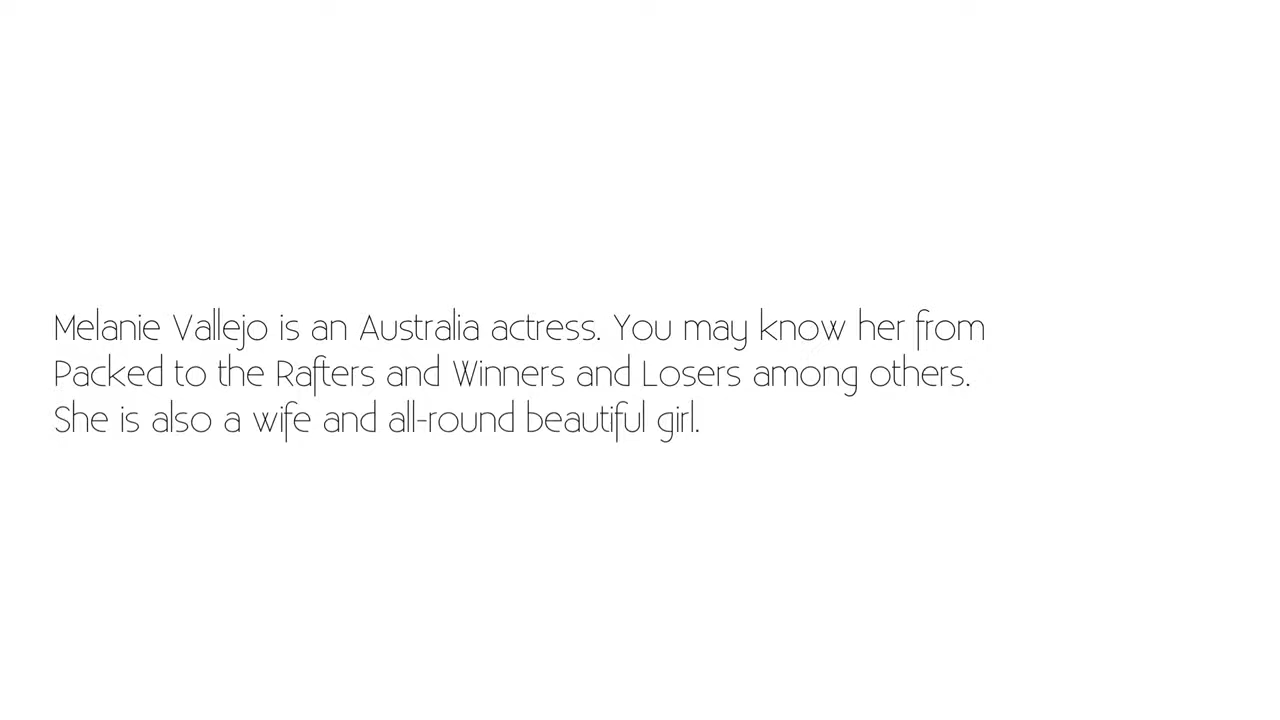 Melanie Vallejo is an Australia actress. You may know her from
Packed to the Rafters and Winners and Losers among others.
She is also a wife and all-round beautiful girl.